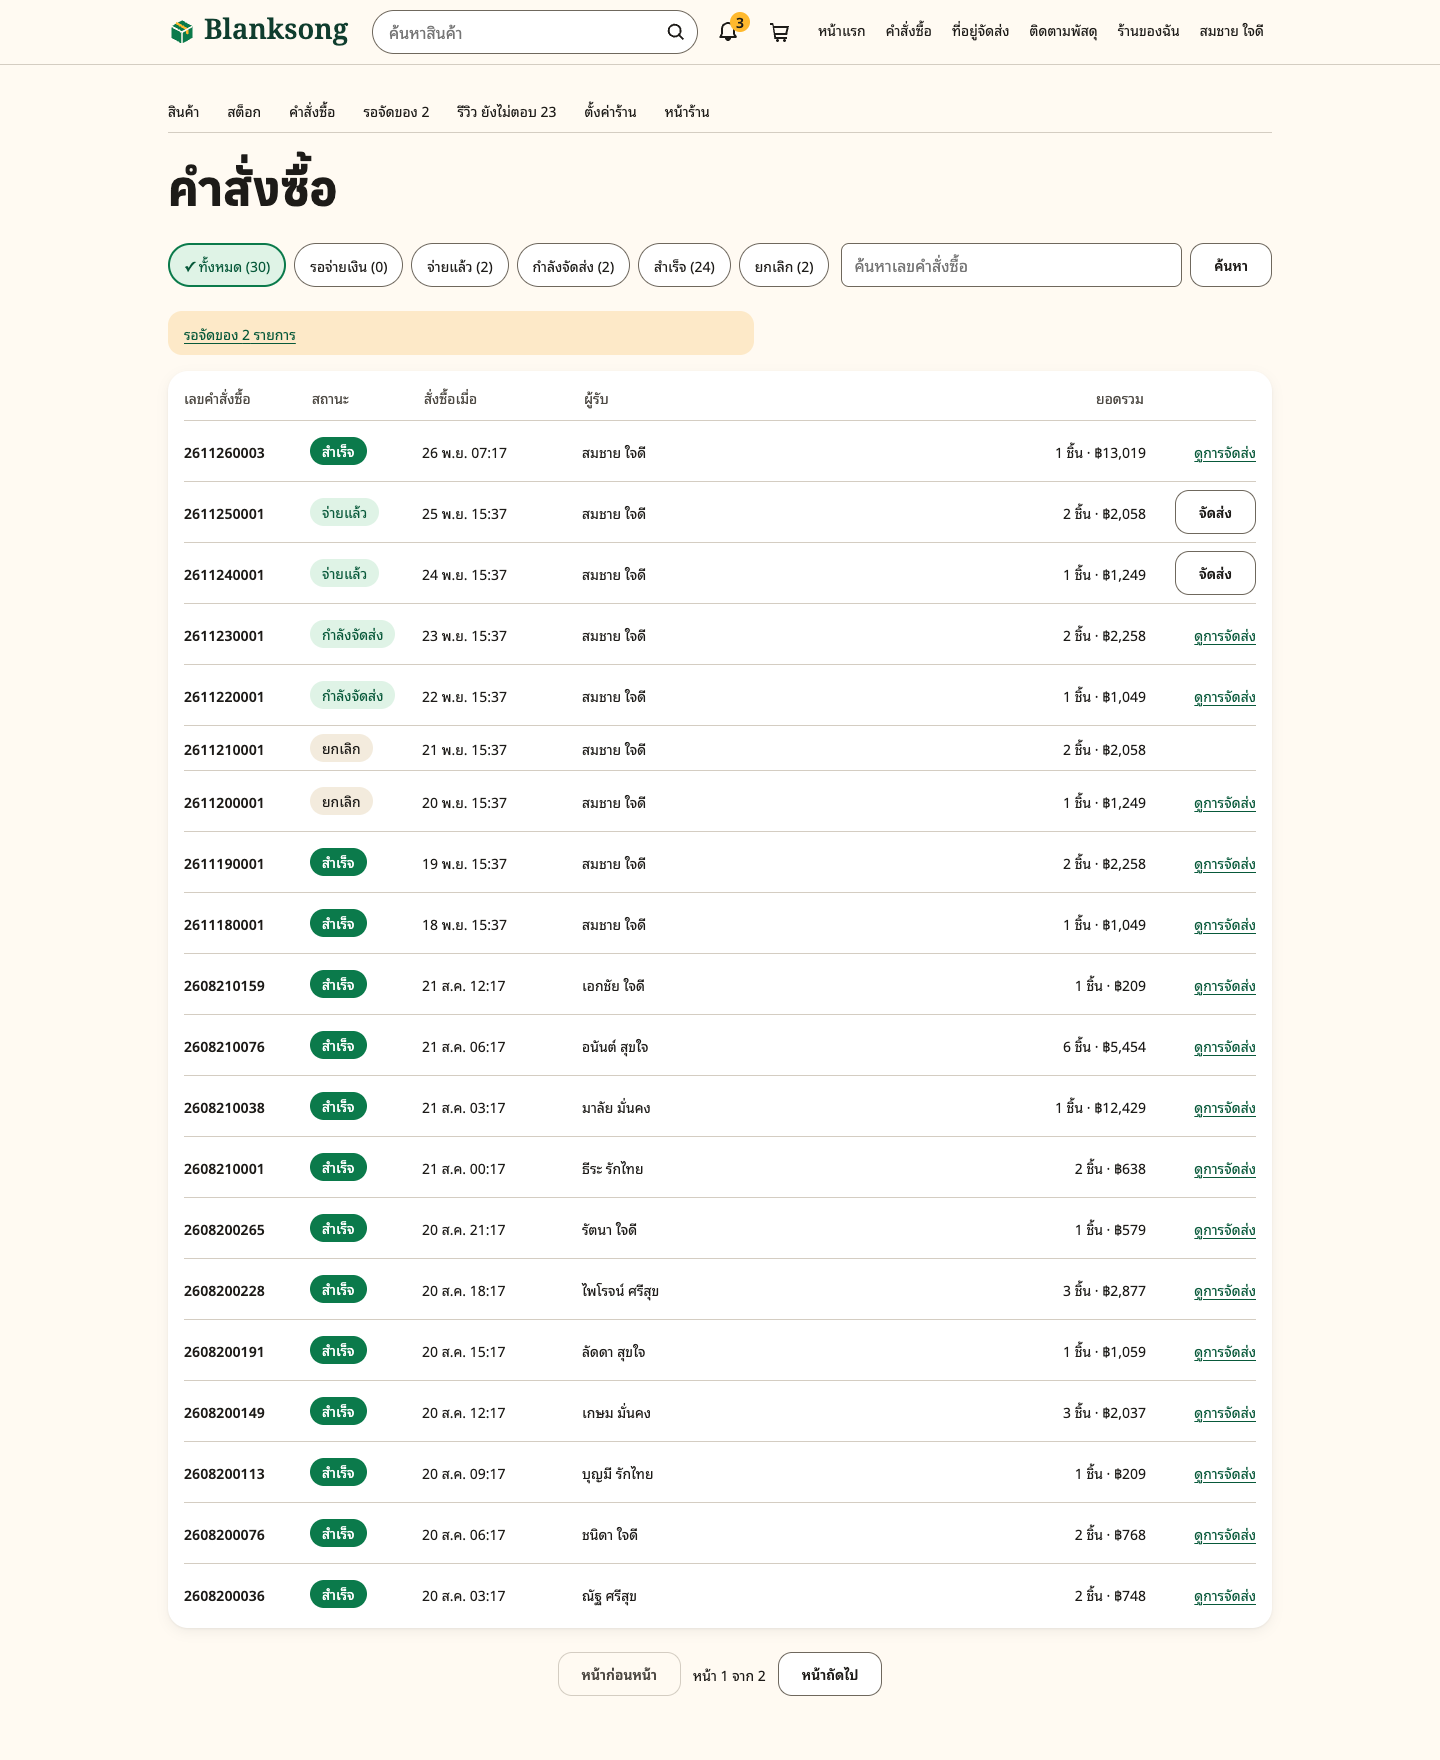 Blanksong
ค้นหาสินค้า
3
หน้าแรก คำสั่งซื้อ ที่อยู่จัดส่ง ติดตามพัสดุ ร้านของฉัน สมชาย ใจดี
สินค้า สต็อก คำสั่งซื้อ รอจัดของ 2 รีวิว ยังไม่ตอบ 23 ตั้งค่าร้าน หน้าร้าน
คำสั่งซื้อ
✓ ทั้งหมด (30) รอจ่ายเงิน (0) จ่ายแล้ว (2) กำลังจัดส่ง (2) สำเร็จ (24) ยกเลิก (2) ค้นหาเลขคำสั่งซื้อ ค้นหา
รอจัดของ 2 รายการ
เลขคำสั่งซื้อ สถานะ สั่งซื้อเมื่อ ผู้รับ ยอดรวม
2611260003 สำเร็จ 26 พ.ย. 07:17 สมชาย ใจดี 1 ชิ้น · ฿13,019 ดูการจัดส่ง
2611250001 จ่ายแล้ว 25 พ.ย. 15:37 สมชาย ใจดี 2 ชิ้น · ฿2,058 จัดส่ง
2611240001 จ่ายแล้ว 24 พ.ย. 15:37 สมชาย ใจดี 1 ชิ้น · ฿1,249 จัดส่ง
2611230001 กำลังจัดส่ง 23 พ.ย. 15:37 สมชาย ใจดี 2 ชิ้น · ฿2,258 ดูการจัดส่ง
2611220001 กำลังจัดส่ง 22 พ.ย. 15:37 สมชาย ใจดี 1 ชิ้น · ฿1,049 ดูการจัดส่ง
2611210001 ยกเลิก 21 พ.ย. 15:37 สมชาย ใจดี 2 ชิ้น · ฿2,058
2611200001 ยกเลิก 20 พ.ย. 15:37 สมชาย ใจดี 1 ชิ้น · ฿1,249 ดูการจัดส่ง
2611190001 สำเร็จ 19 พ.ย. 15:37 สมชาย ใจดี 2 ชิ้น · ฿2,258 ดูการจัดส่ง
2611180001 สำเร็จ 18 พ.ย. 15:37 สมชาย ใจดี 1 ชิ้น · ฿1,049 ดูการจัดส่ง
2608210159 สำเร็จ 21 ส.ค. 12:17 เอกชัย ใจดี 1 ชิ้น · ฿209 ดูการจัดส่ง
2608210076 สำเร็จ 21 ส.ค. 06:17 อนันต์ สุขใจ 6 ชิ้น · ฿5,454 ดูการจัดส่ง
2608210038 สำเร็จ 21 ส.ค. 03:17 มาลัย มั่นคง 1 ชิ้น · ฿12,429 ดูการจัดส่ง
2608210001 สำเร็จ 21 ส.ค. 00:17 ธีระ รักไทย 2 ชิ้น · ฿638 ดูการจัดส่ง
2608200265 สำเร็จ 20 ส.ค. 21:17 รัตนา ใจดี 1 ชิ้น · ฿579 ดูการจัดส่ง
2608200228 สำเร็จ 20 ส.ค. 18:17 ไพโรจน์ ศรีสุข 3 ชิ้น · ฿2,877 ดูการจัดส่ง
2608200191 สำเร็จ 20 ส.ค. 15:17 ลัดดา สุขใจ 1 ชิ้น · ฿1,059 ดูการจัดส่ง
2608200149 สำเร็จ 20 ส.ค. 12:17 เกษม มั่นคง 3 ชิ้น · ฿2,037 ดูการจัดส่ง
2608200113 สำเร็จ 20 ส.ค. 09:17 บุญมี รักไทย 1 ชิ้น · ฿209 ดูการจัดส่ง
2608200076 สำเร็จ 20 ส.ค. 06:17 ชนิดา ใจดี 2 ชิ้น · ฿768 ดูการจัดส่ง
2608200036 สำเร็จ 20 ส.ค. 03:17 ณัฐ ศรีสุข 2 ชิ้น · ฿748 ดูการจัดส่ง
หน้าก่อนหน้า หน้า 1 จาก 2 หน้าถัดไป